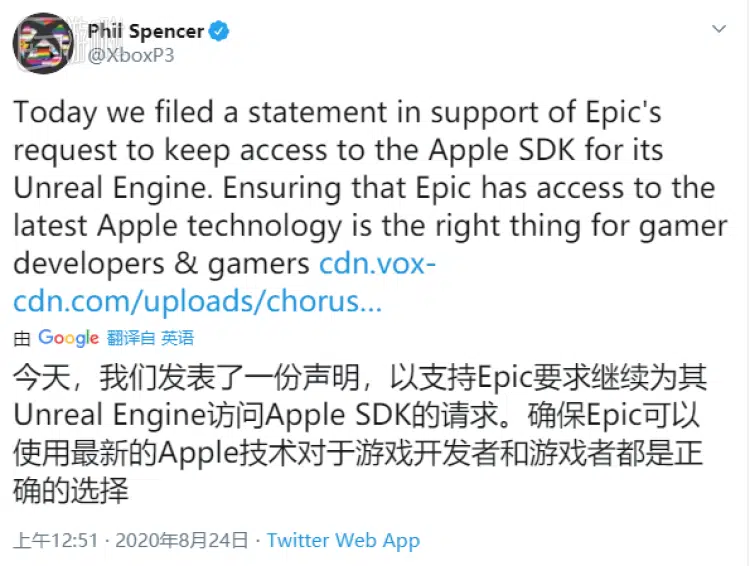 Phil Spencer
@XboxP3
Today we filed a statement in support of Epic's
request to keep access to the Apple SDK for its
Unreal Engine. Ensuring that Epic has access to the
latest Apple technology is the right thing for gamer
developers & gamers cdn.vox-
cdn.com/uploads/chorus...
由 Google 翻译自 英语
今天，我们发表了一份声明，以支持Epic要求继续为其
Unreal Engine访问Apple SDK的请求。确保Epic可以
使用最新的Apple技术对于游戏开发者和游戏者都是正
确的选择
上午12:51 · 2020年8月24日 · Twitter Web App